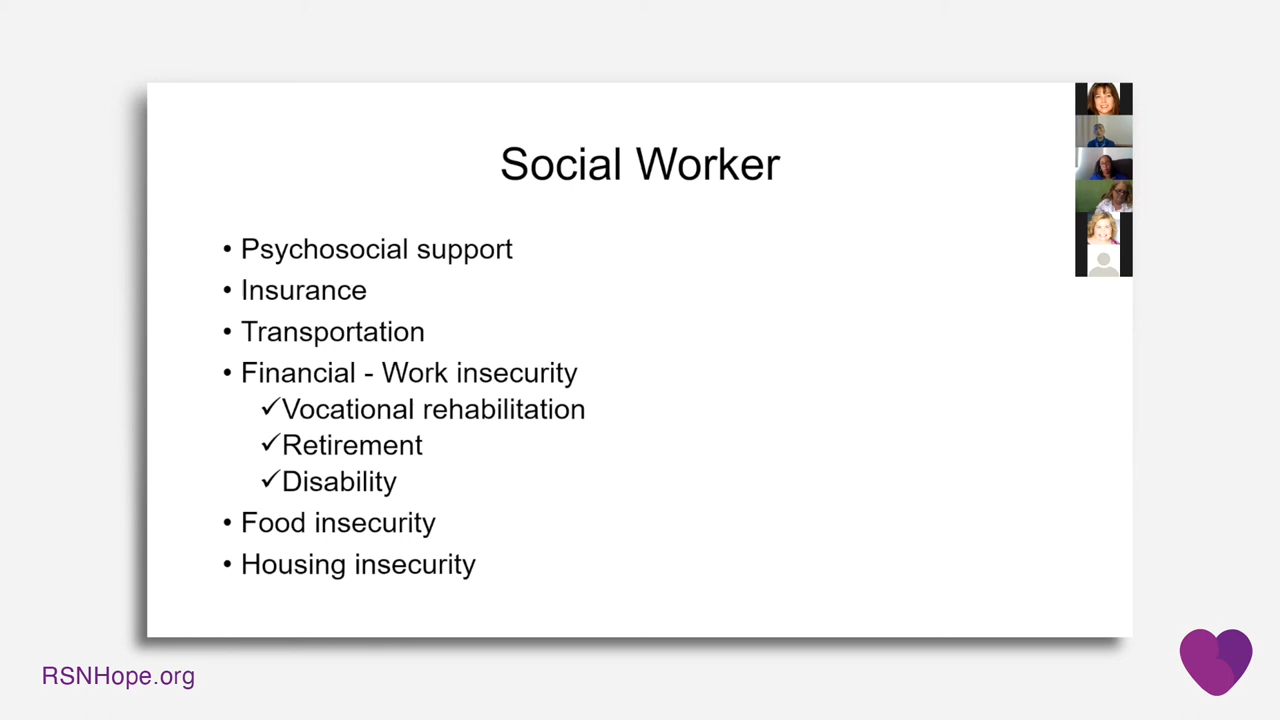 Social Worker
• Psychosocial support
• Insurance
• Transportation
• Financial - Work insecurity
✓Vocational rehabilitation
✓Retirement
✓Disability
• Food insecurity
• Housing insecurity
RSNHope.org